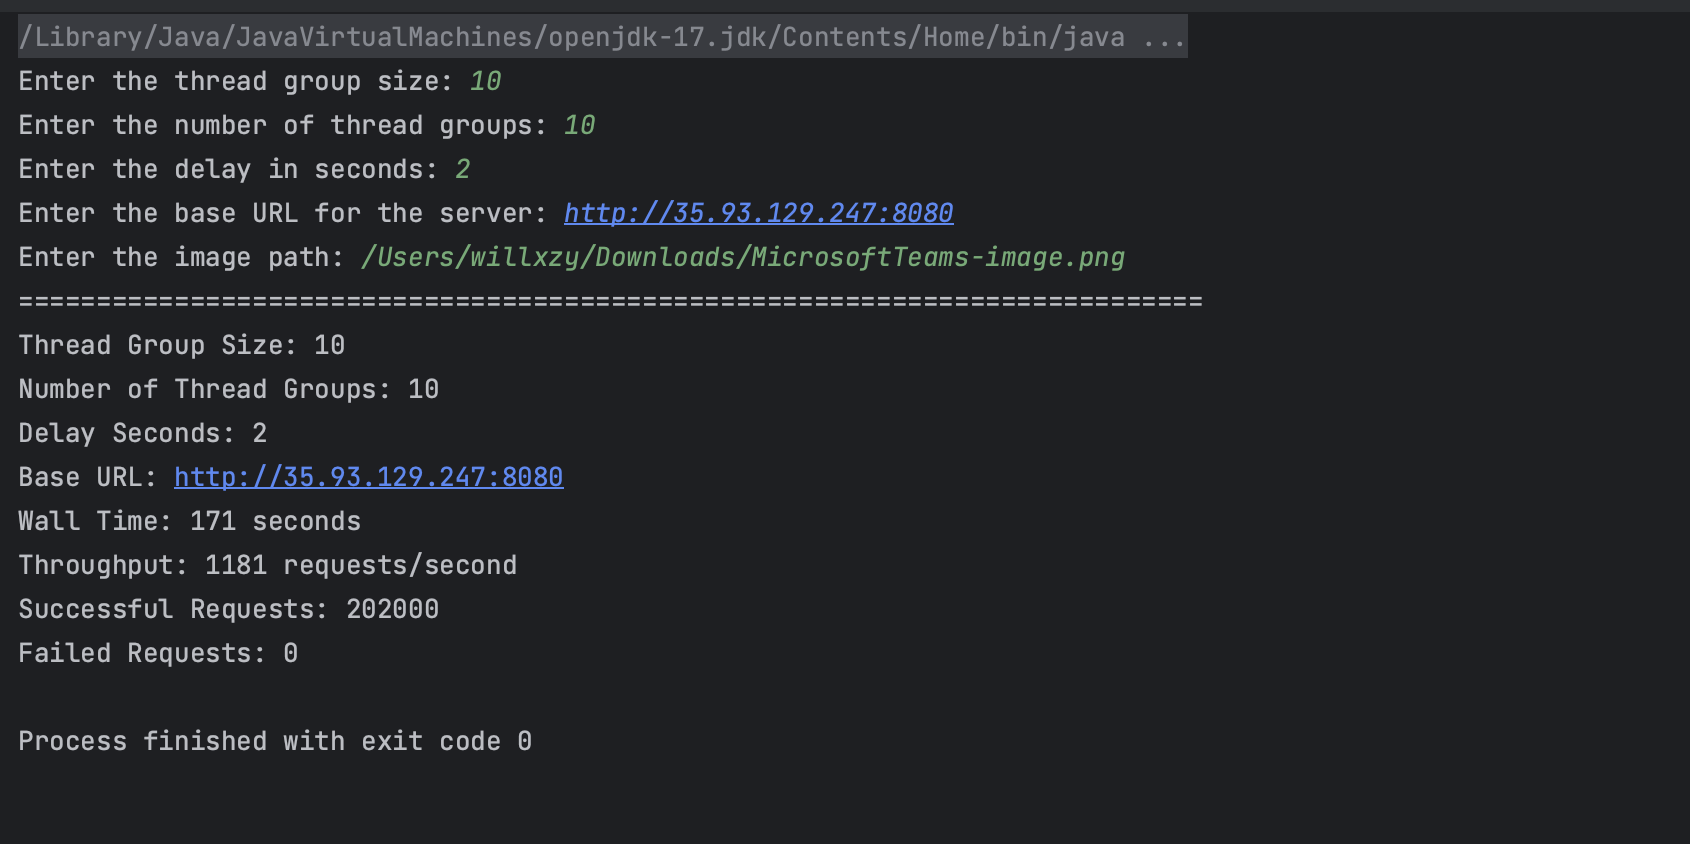 /Library/Java/JavaVirtualMachines/openjdk-17.jdk/Contents/Home/bin/java ...
Enter the thread group size: 10
Enter the number of thread groups: 10
Enter the delay in seconds: 2
Enter the base URL for the server: http://35.93.129.247:8080
Enter the image path: /Users/willxzy/Downloads/MicrosoftTeams-image.png
============================================================================
Thread Group Size: 10
Number of Thread Groups: 10
Delay Seconds: 2
Base URL: http://35.93.129.247:8080
Wall Time: 171 seconds
Throughput: 1181 requests/second
Successful Requests: 202000
Failed Requests: 0
Process finished with exit code 0